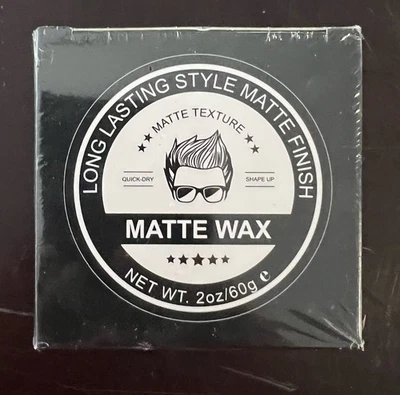 LONG LASTING STYLE MATTE FINISH
MATTE TEXTURE
QUICK-DRY
SHAPE UP
MATTE WAX
NET WT. 2oz/60g ℮